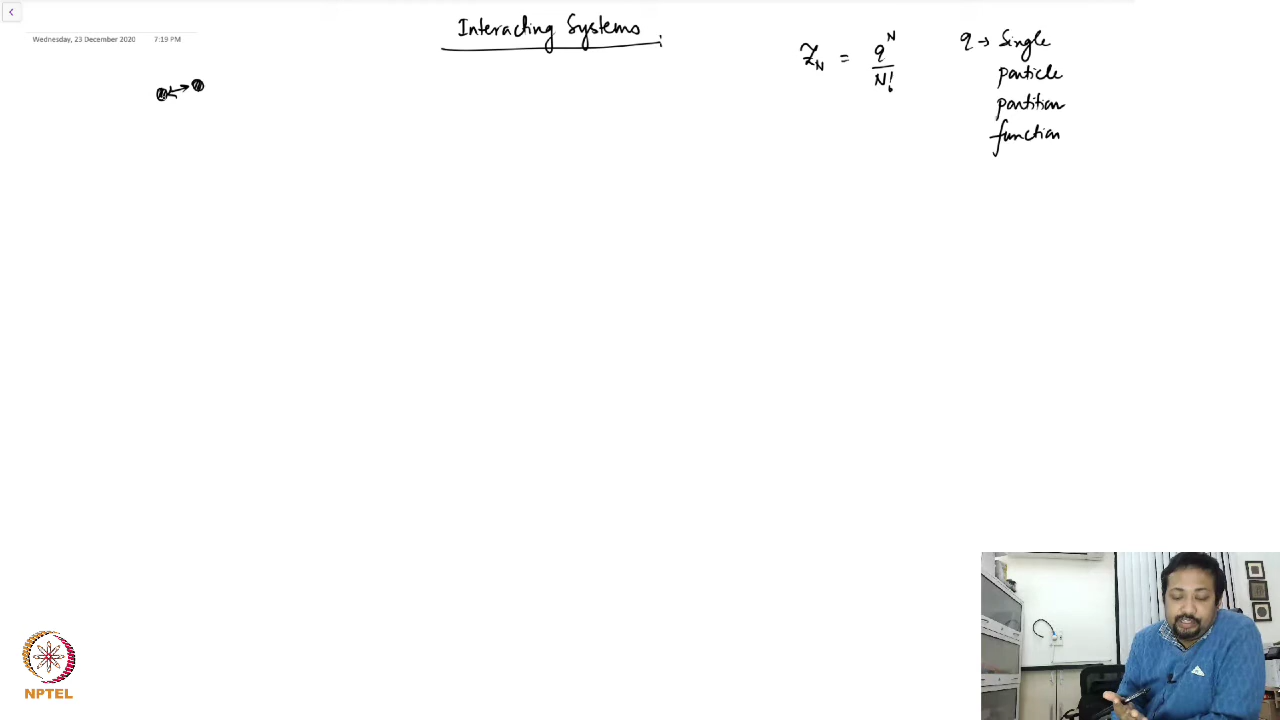 Interacting Systems
Wednesday, 23 December 2020 7:19 PM
Z_N = q^N / N!
q → Single
particle
partition
function
NPTEL